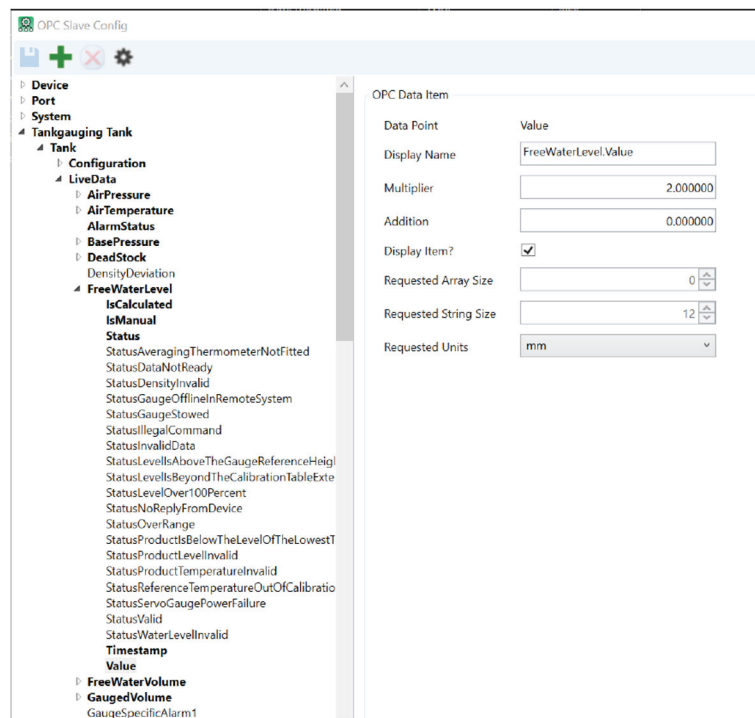 OPC Slave Config
Device
Port
System
Tankgauging Tank
Tank
Configuration
LiveData
AirPressure
AirTemperature
AlarmStatus
BasePressure
DeadStock
DensityDeviation
FreeWaterLevel
IsCalculated
IsManual
Status
StatusAveragingThermometerNotFitted
StatusDataNotReady
StatusDensityInvalid
StatusGaugeOfflineInRemoteSystem
StatusGaugeStowed
StatusIllegalCommand
StatusInvalidData
StatusLevelIsAboveTheGaugeReferenceHeigl
StatusLevelIsBeyondTheCalibrationTableExte
StatusLevelOver100Percent
StatusNoReplyFromDevice
StatusOverRange
StatusProductIsBelowTheLevelOfTheLowestT
StatusProductLevelInvalid
StatusProductTemperatureInvalid
StatusReferenceTemperatureOutOfCalibratio
StatusServoGaugePowerFailure
StatusValid
StatusWaterLevelInvalid
Timestamp
Value
FreeWaterVolume
GaugedVolume
GaugeSpecificAlarm1
OPC Data Item
Data Point Value
Display Name FreeWaterLevel.Value
Multiplier 2.000000
Addition 0.000000
Display Item?
Requested Array Size 0
Requested String Size 12
Requested Units mm